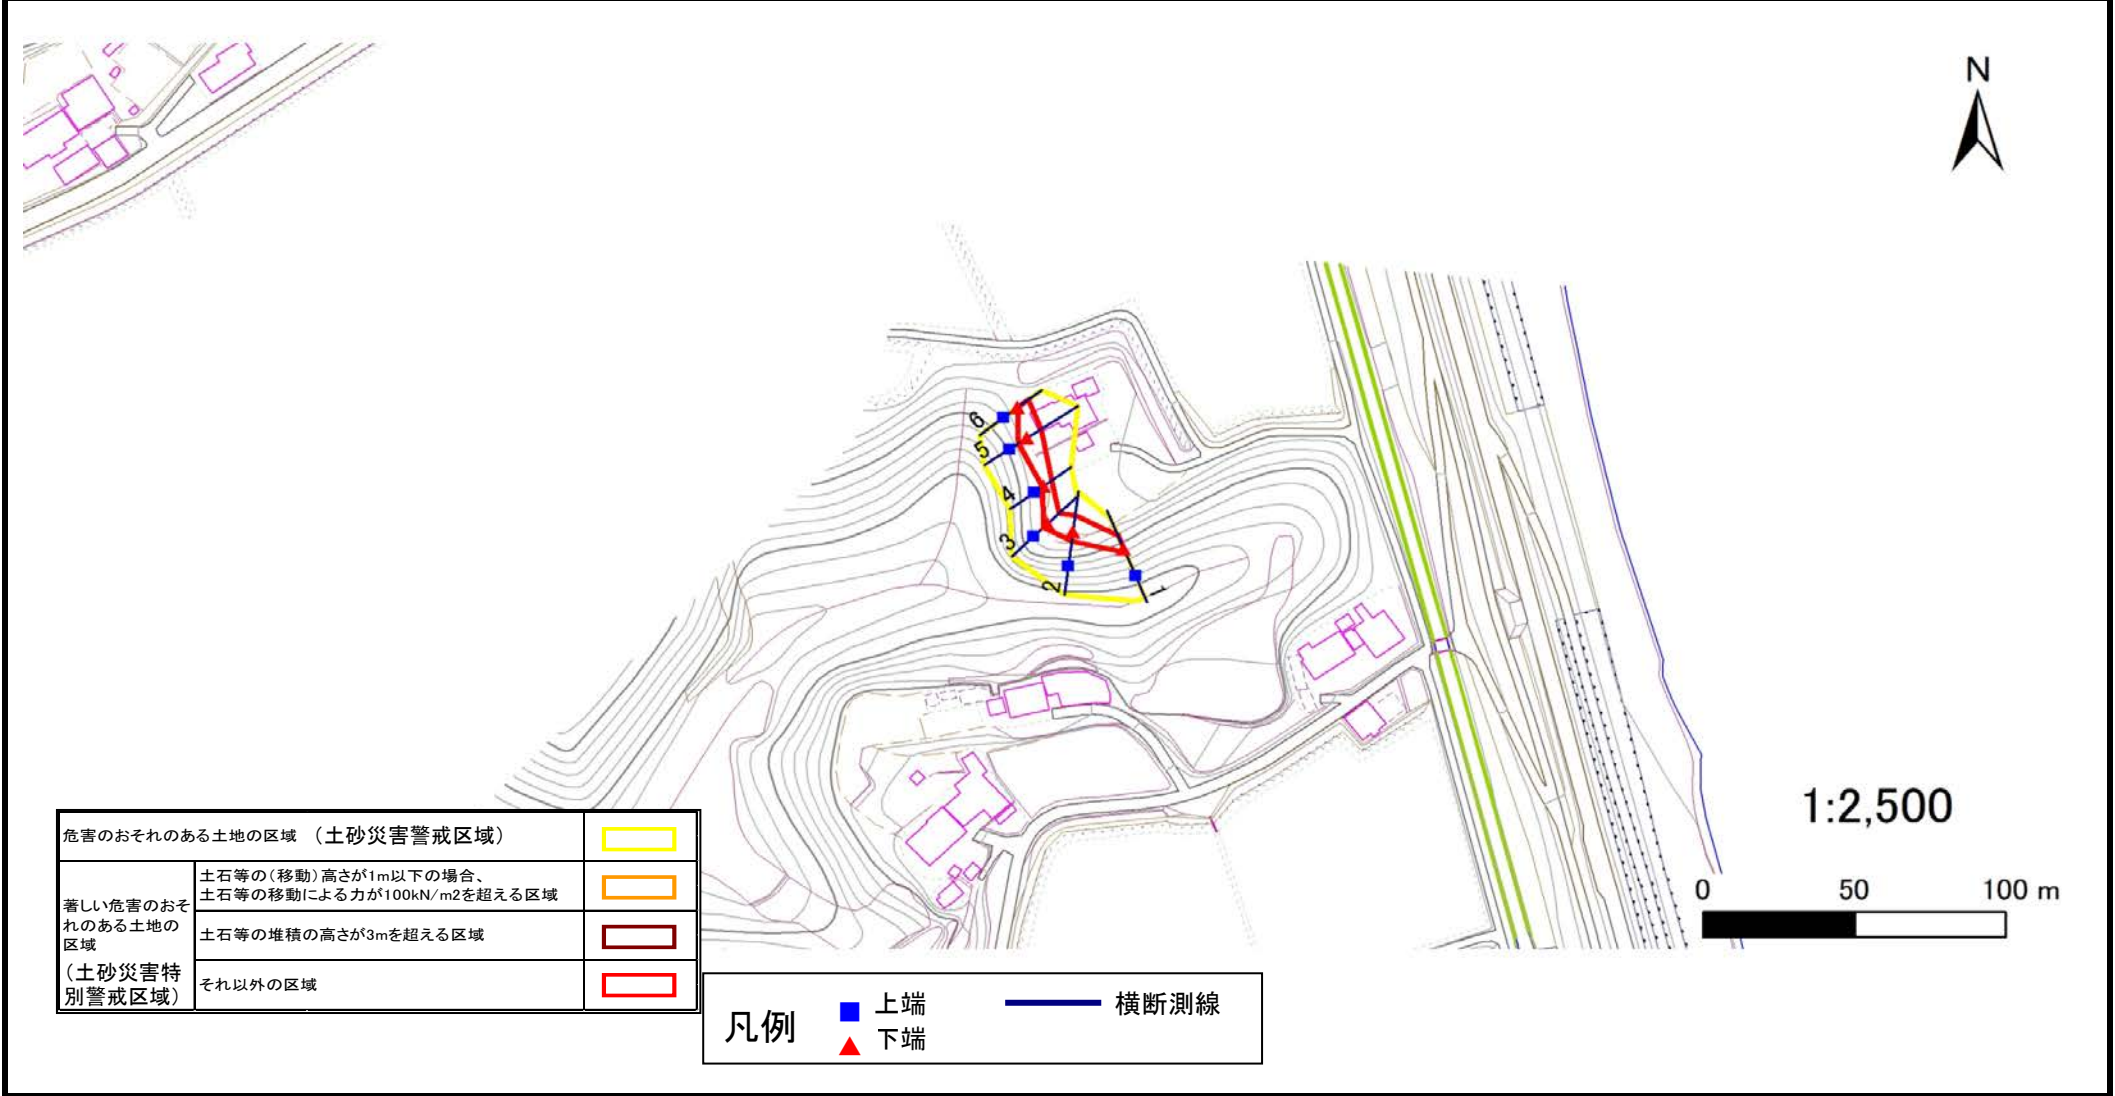 N
6
5
4
3
2
1
1:2,500
0 50 100 m
危害のおそれのある土地の区域 （土砂災害警戒区域）
著しい危害のおそ
れのある土地の
区域
（土砂災害特
別警戒区域）
土石等の（移動）高さが1m以下の場合、
土石等の移動による力が100kN/m2を超える区域
土石等の堆積の高さが3mを超える区域
それ以外の区域
凡例
上端
下端
横断測線